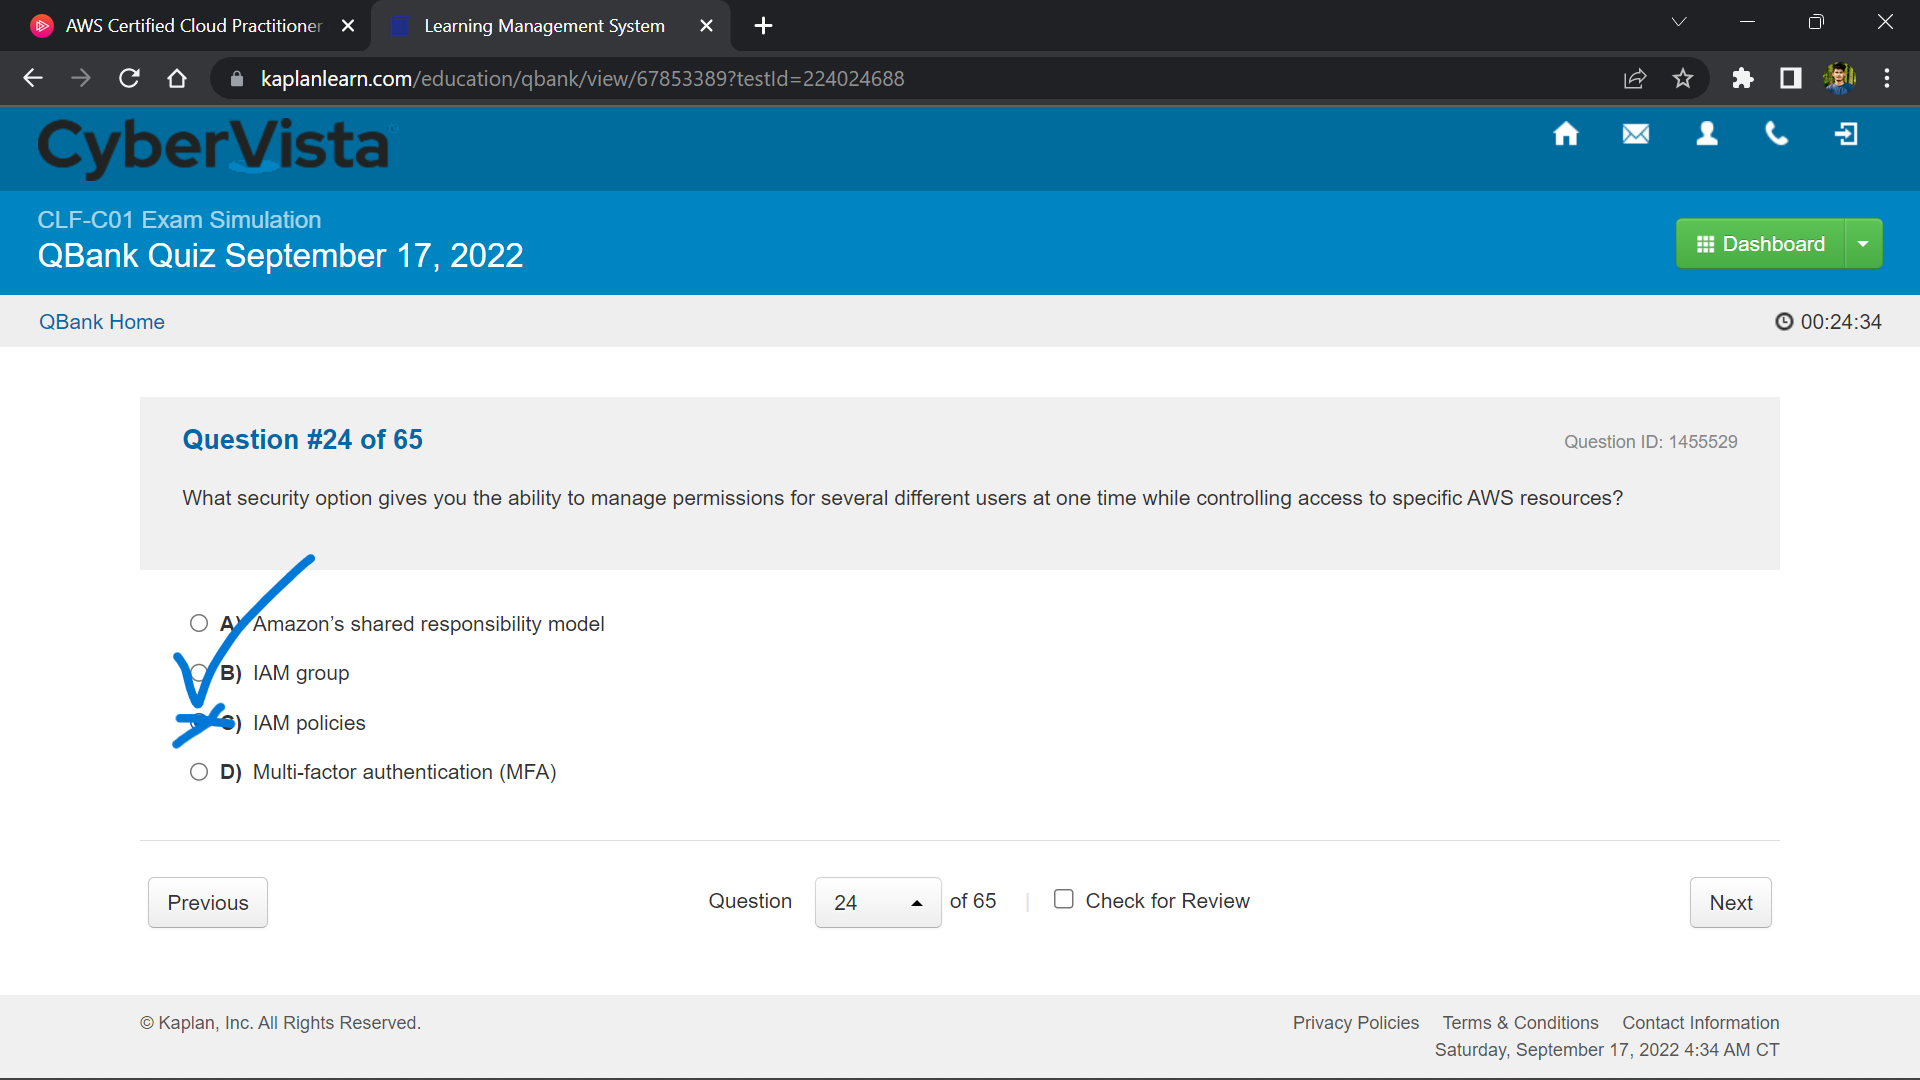 AWS Certified Cloud Practitioner
Learning Management System
kaplanlearn.com/education/qbank/view/67853389?testId=224024688
CyberVista
CLF-C01 Exam Simulation
QBank Quiz September 17, 2022
Dashboard
QBank Home
00:24:34
Question #24 of 65
Question ID: 1455529
What security option gives you the ability to manage permissions for several different users at one time while controlling access to specific AWS resources?
A) Amazon’s shared responsibility model
B) IAM group
C) IAM policies
D) Multi-factor authentication (MFA)
Previous
Question 24 of 65 | Check for Review
Next
© Kaplan, Inc. All Rights Reserved.
Privacy Policies Terms & Conditions Contact Information
Saturday, September 17, 2022 4:34 AM CT